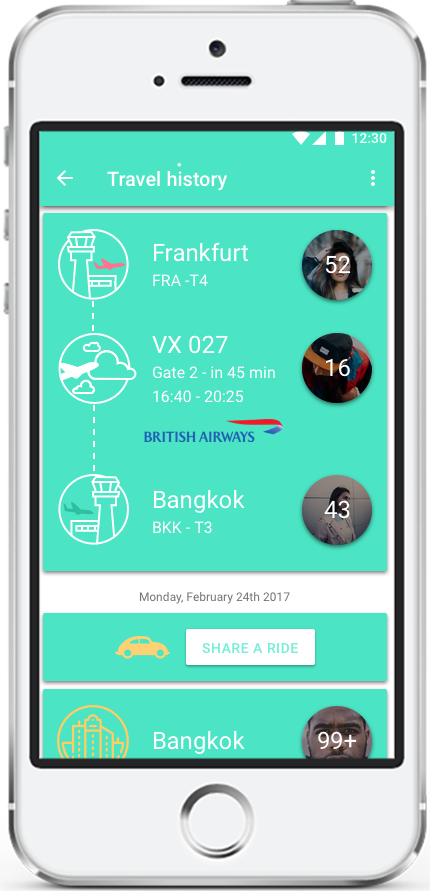 12:30
Travel history
Frankfurt
FRA -T4
52
VX 027
Gate 2 - in 45 min
16:40 - 20:25
16
BRITISH AIRWAYS
Bangkok
BKK - T3
43
Monday, February 24th 2017
SHARE A RIDE
Bangkok
99+